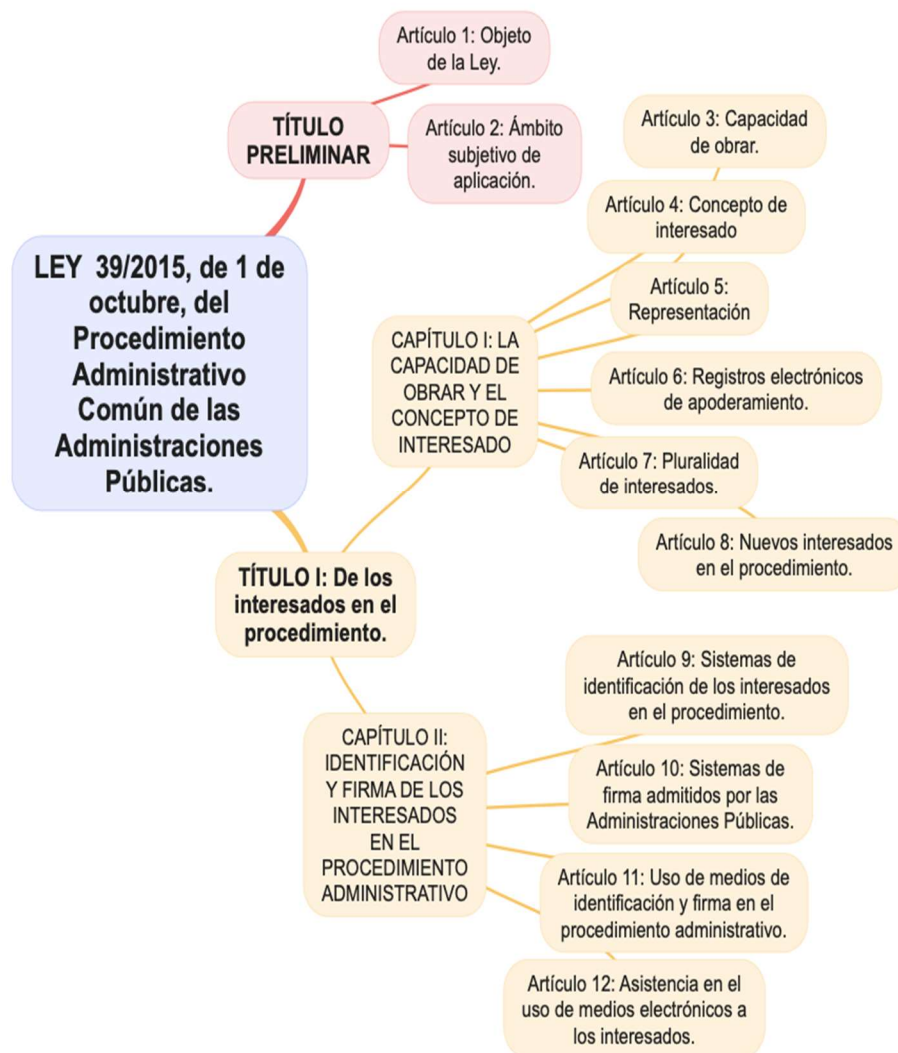 Artículo 1: Objeto
de la Ley.
TÍTULO
PRELIMINAR
Artículo 2: Ámbito
subjetivo de
aplicación.
LEY 39/2015, de 1 de
octubre, del
Procedimiento
Administrativo
Común de las
Administraciones
Públicas.
TÍTULO I: De los
interesados en el
procedimiento.
CAPÍTULO I: LA
CAPACIDAD DE
OBRAR Y EL
CONCEPTO DE
INTERESADO
Artículo 3: Capacidad
de obrar.
Artículo 4: Concepto de
interesado
Artículo 5:
Representación
Artículo 6: Registros electrónicos
de apoderamiento.
Artículo 7: Pluralidad
de interesados.
Artículo 8: Nuevos interesados
en el procedimiento.
CAPÍTULO II:
IDENTIFICACIÓN
Y FIRMA DE LOS
INTERESADOS
EN EL
PROCEDIMIENTO
ADMINISTRATIVO
Artículo 9: Sistemas de
identificación de los interesados
en el procedimiento.
Artículo 10: Sistemas de
firma admitidos por las
Administraciones Públicas.
Artículo 11: Uso de medios de
identificación y firma en el
procedimiento administrativo.
Artículo 12: Asistencia en el
uso de medios electrónicos a
los interesados.